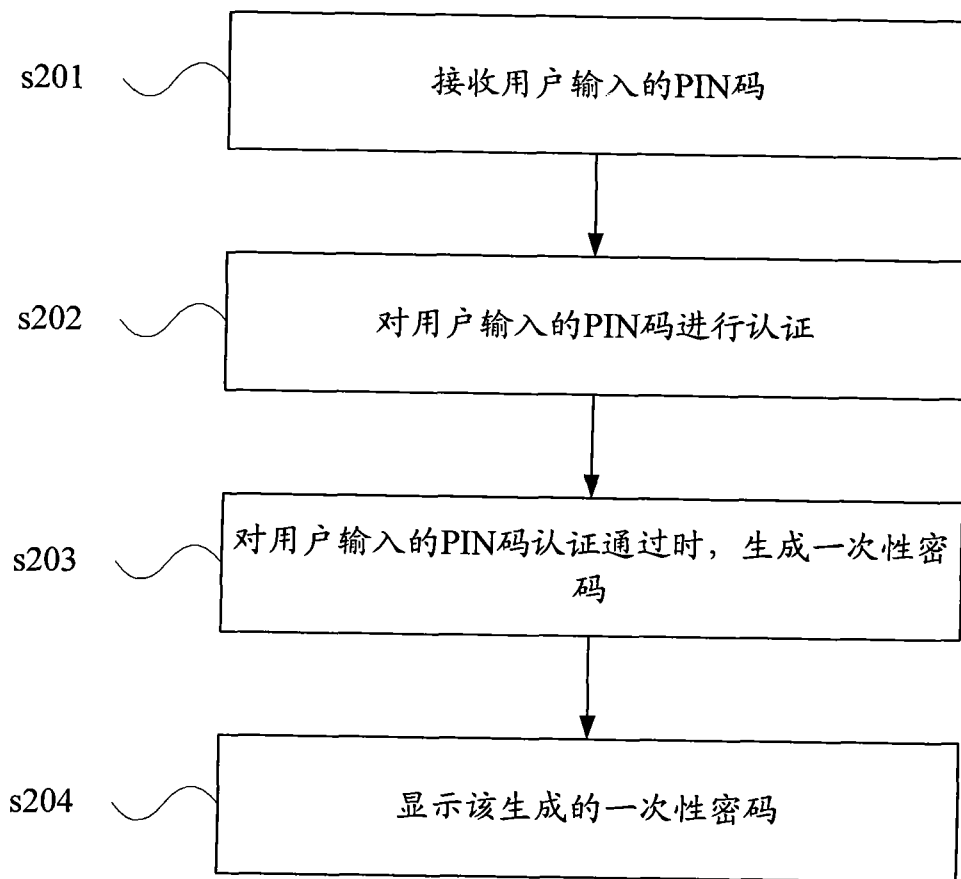 s201
接收用户输入的PIN码
s202
对用户输入的PIN码进行认证
s203
对用户输入的PIN码认证通过时，生成一次性密
码
s204
显示该生成的一次性密码